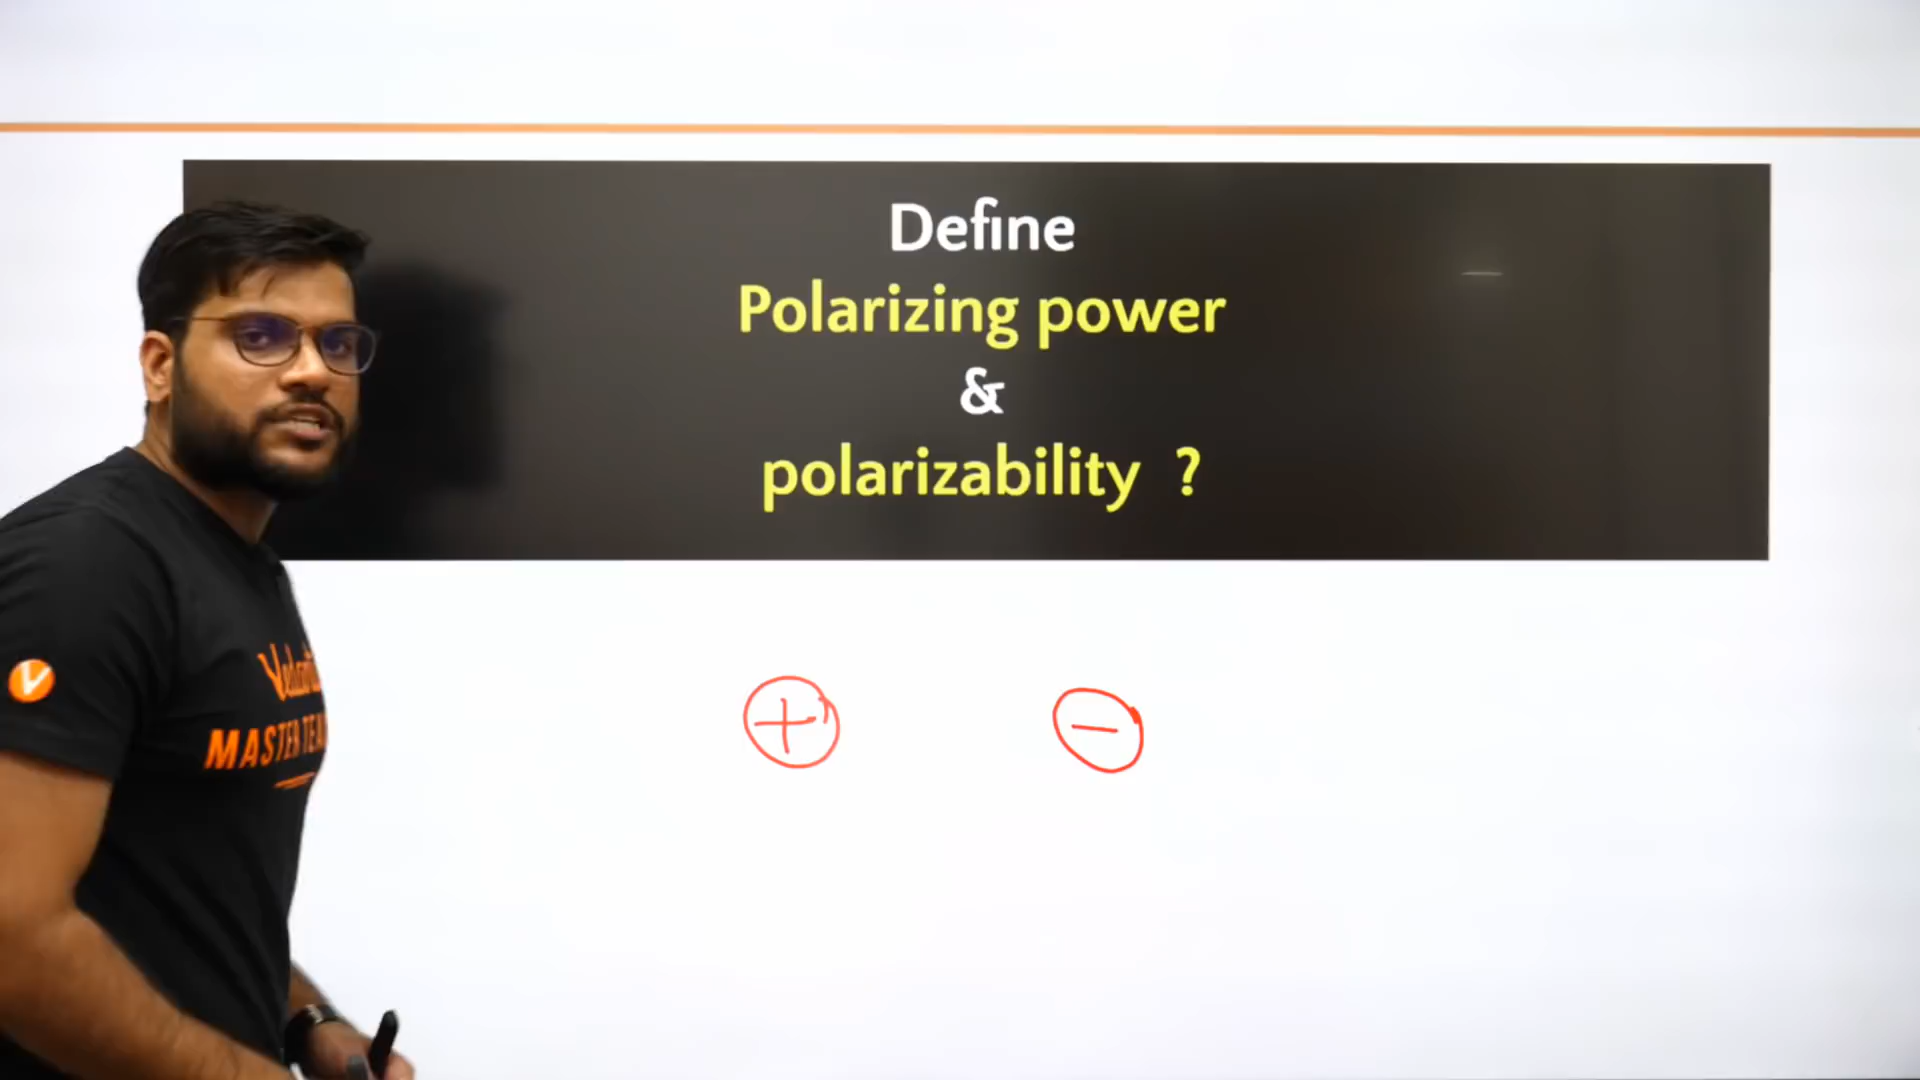 Define
Polarizing power
&
polarizability ?
+ −
MASTER
V